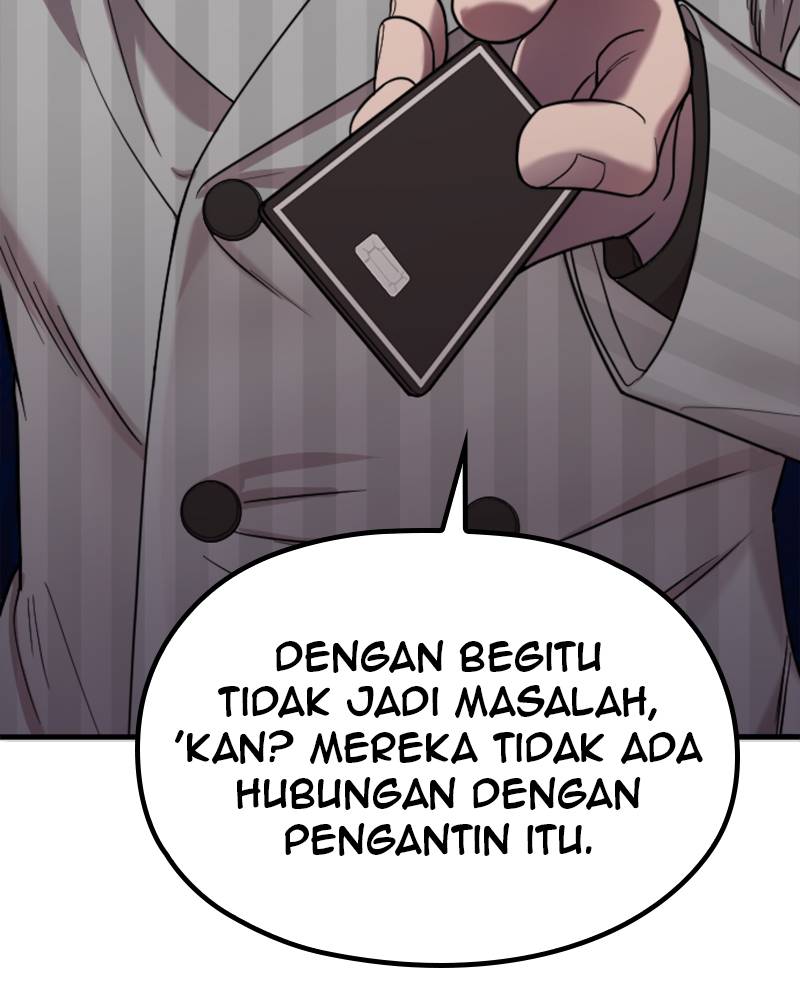 DENGAN BEGITU
TIDAK JADI MASALAH,
'KAN? MEREKA TIDAK ADA
HUBUNGAN DENGAN
PENGANTIN ITU.